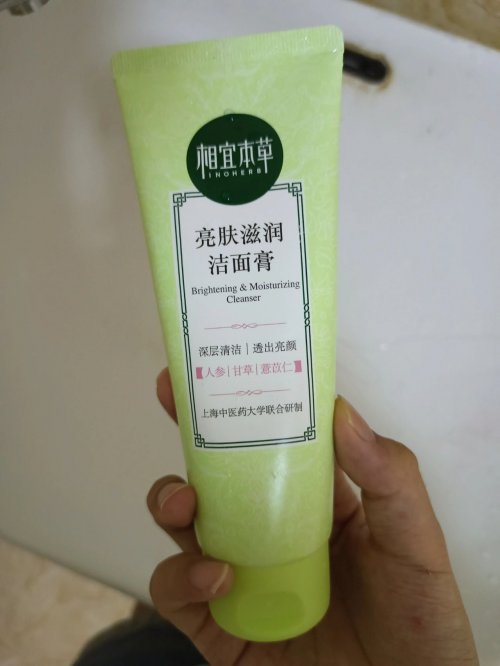 相宜本草
INOHERB
亮肤滋润
洁面膏
Brightening & Moisturizing
Cleanser
深层清洁 | 透出亮颜
【人参|甘草|薏苡仁】
上海中医药大学联合研制